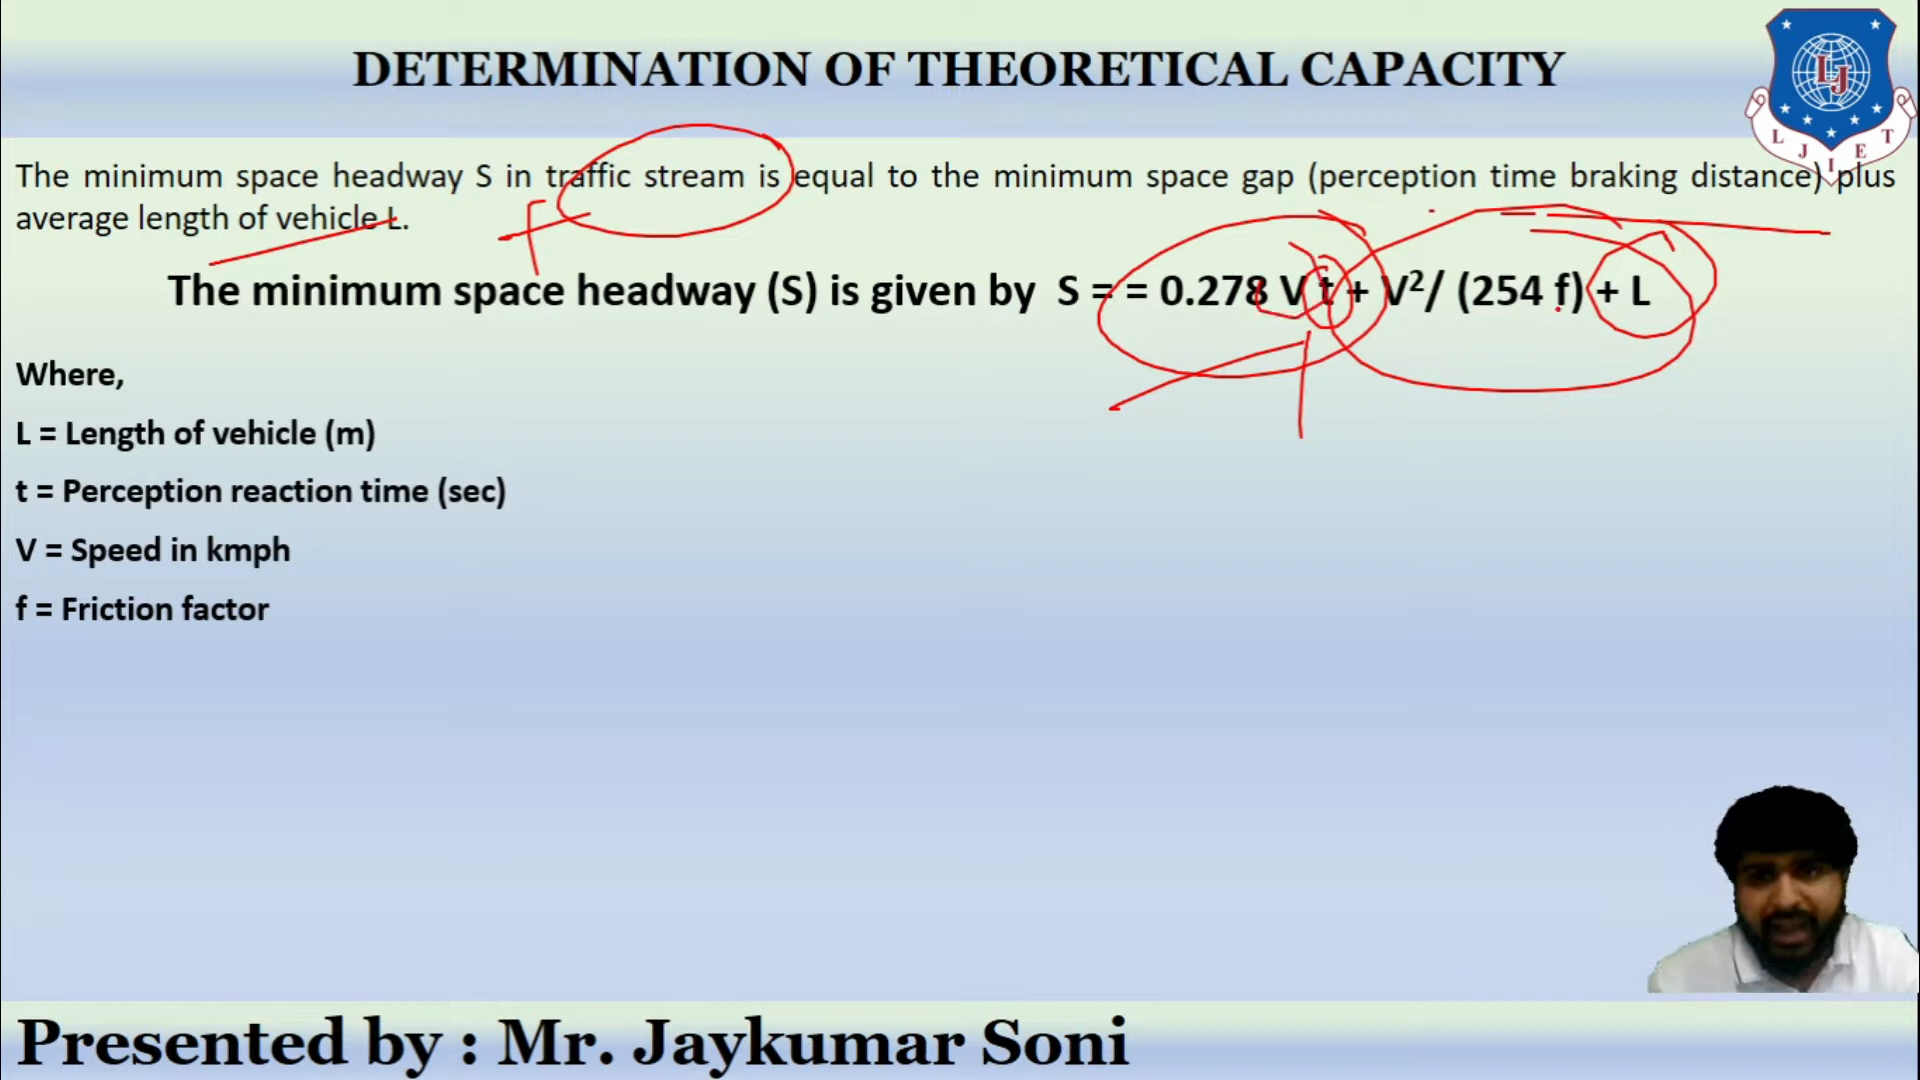 DETERMINATION OF THEORETICAL CAPACITY
LJ
L J I E T
The minimum space headway S in traffic stream is equal to the minimum space gap (perception time braking distance) plus
average length of vehicle L.
The minimum space headway (S) is given by S = = 0.278 V t + V²/ (254 f) + L
Where,
L = Length of vehicle (m)
t = Perception reaction time (sec)
V = Speed in kmph
f = Friction factor
Presented by : Mr. Jaykumar Soni